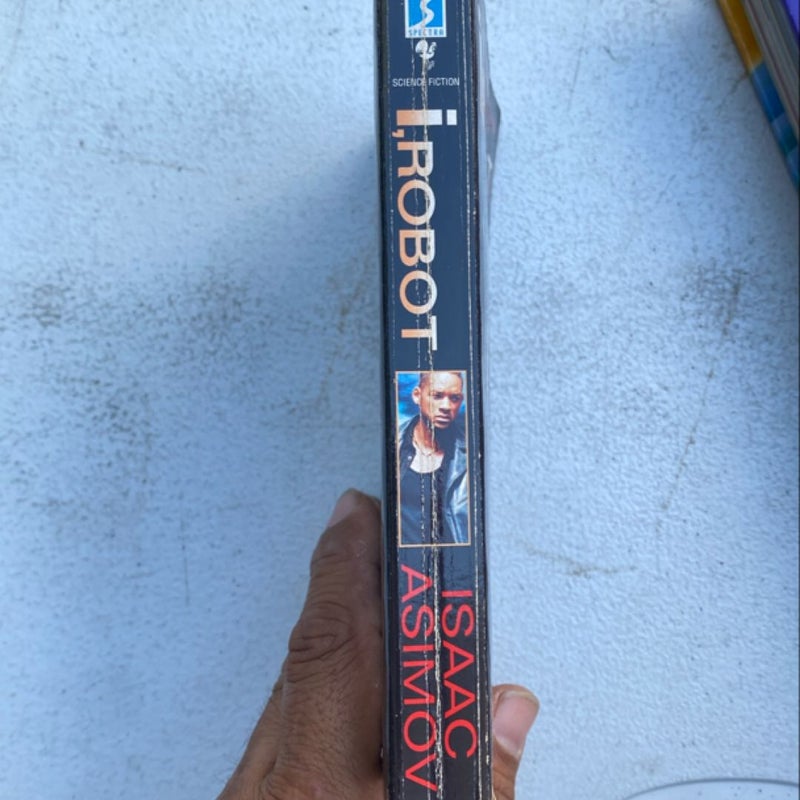 SPECTRA
SCIENCE FICTION
i, ROBOT
ISAAC
ASIMOV